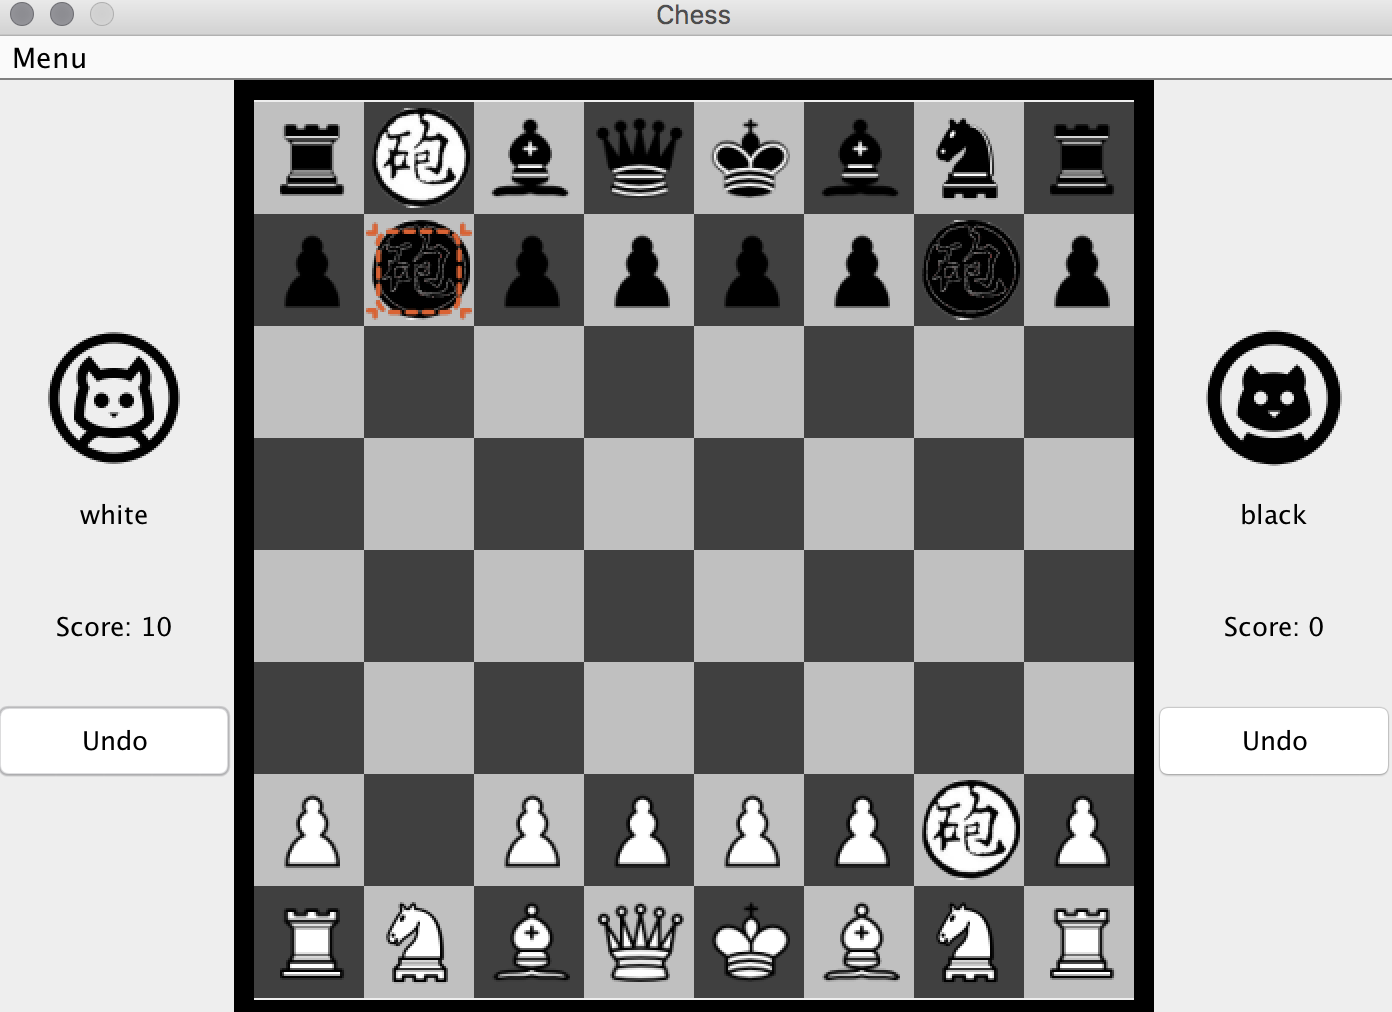 Chess
Menu
砲
砲
砲
white
black
Score: 10
Score: 0
Undo
Undo
砲